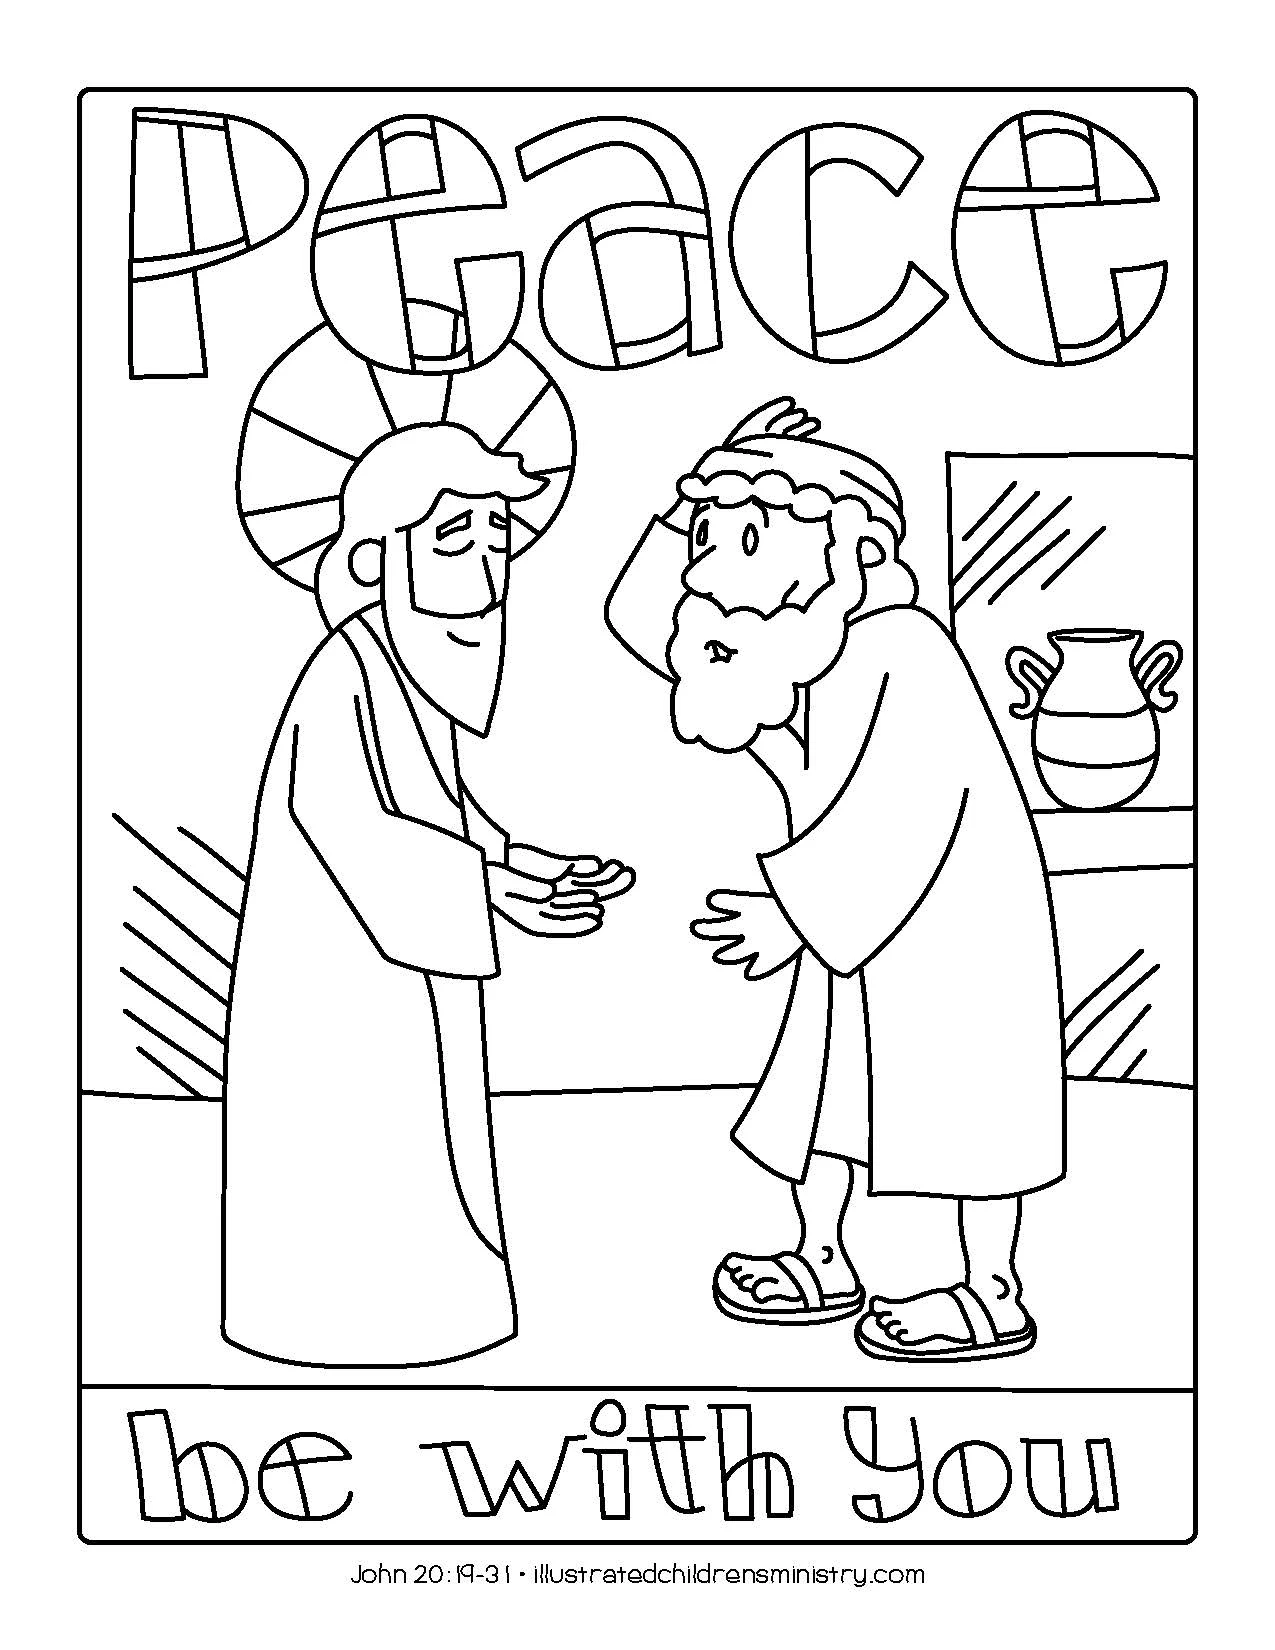 Peace
be with you
John 20:19-31 • illustratedchildrensministry.com